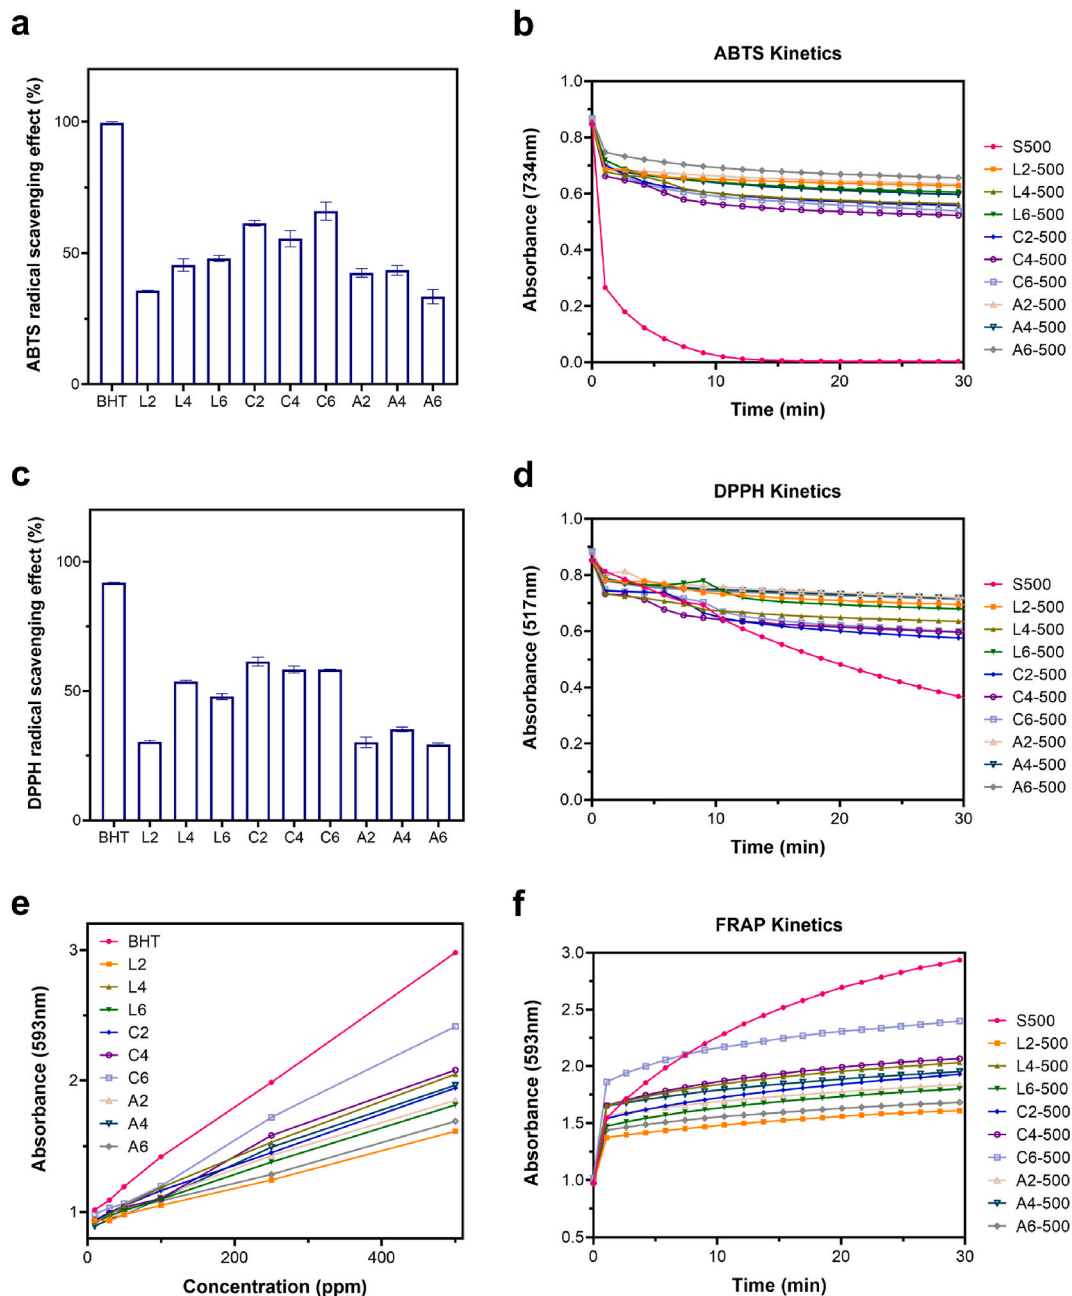 a
ABTS radical scavenging effect (%)
100
50
0
BHT L2 L4 L6 C2 C4 C6 A2 A4 A6
b
ABTS Kinetics
Absorbance (734nm)
1.0
0.8
0.6
0.4
0.2
0.0
0 10 20 30
Time (min)
S500
L2-500
L4-500
L6-500
C2-500
C4-500
C6-500
A2-500
A4-500
A6-500
c
DPPH radical scavenging effect (%)
100
50
0
BHT L2 L4 L6 C2 C4 C6 A2 A4 A6
d
DPPH Kinetics
Absorbance (517nm)
1.0
0.8
0.6
0.4
0.2
0.0
0 10 20 30
Time (min)
S500
L2-500
L4-500
L6-500
C2-500
C4-500
C6-500
A2-500
A4-500
A6-500
e
Absorbance (593nm)
3
2
1
0 200 400
Concentration (ppm)
BHT
L2
L4
L6
C2
C4
C6
A2
A4
A6
f
FRAP Kinetics
Absorbance (593nm)
3.0
2.5
2.0
1.5
1.0
0.5
0 10 20 30
Time (min)
S500
L2-500
L4-500
L6-500
C2-500
C4-500
C6-500
A2-500
A4-500
A6-500